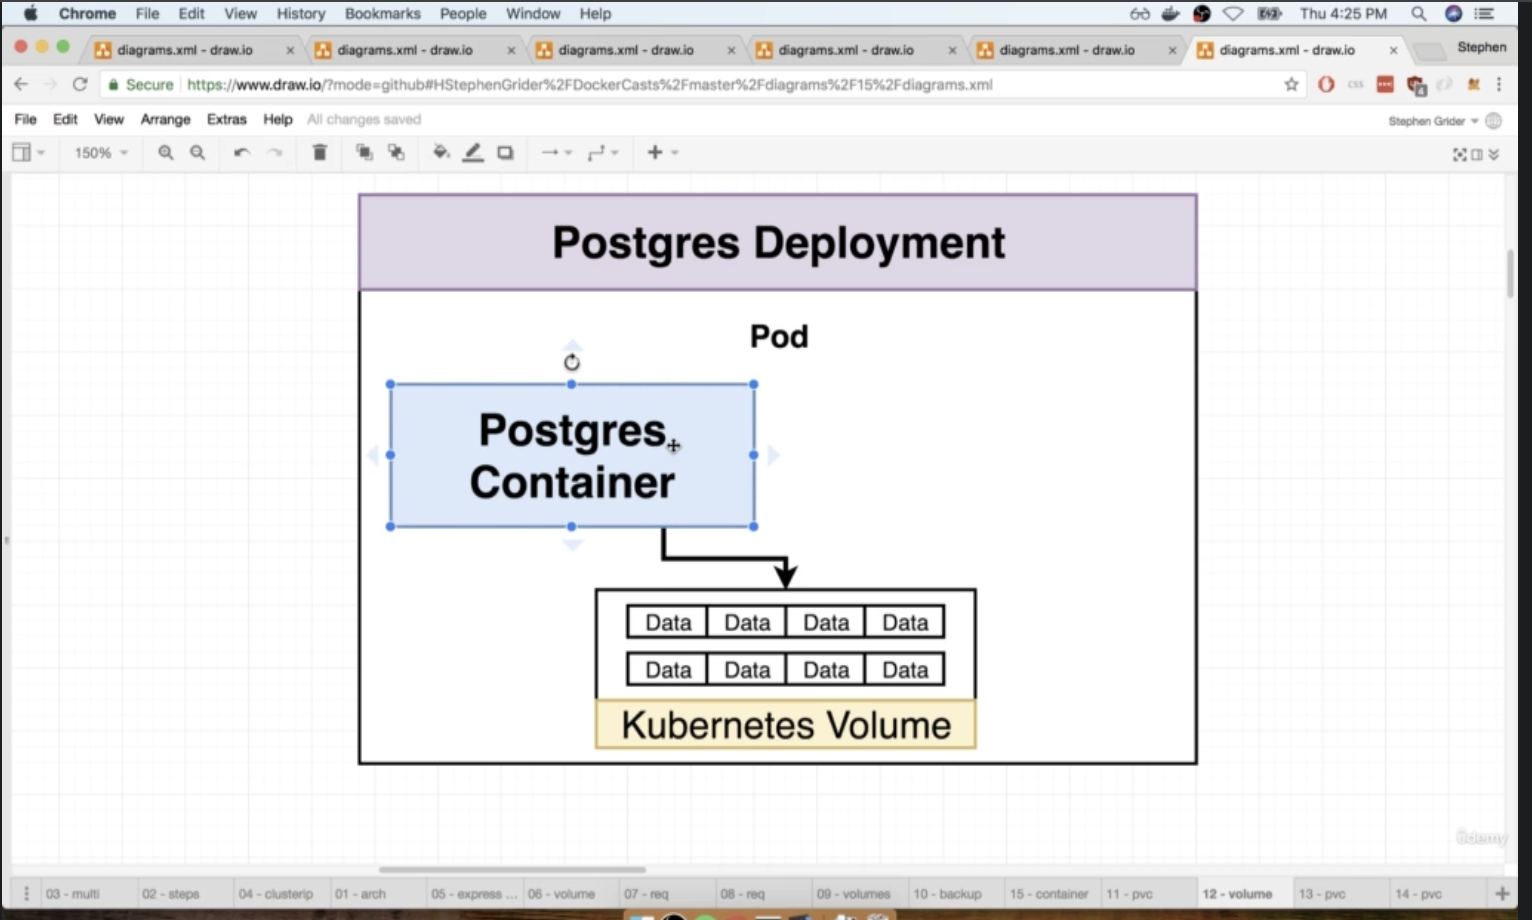 Chrome File Edit View History Bookmarks People Window Help Thu 4:25 PM
diagrams.xml - draw.io diagrams.xml - draw.io diagrams.xml - draw.io diagrams.xml - draw.io diagrams.xml - draw.io diagrams.xml - draw.io Stephen
Secure https://www.draw.io/?mode=github#HStephenGrider%2FDockerCasts%2Fmaster%2Fdiagrams%2F15%2Fdiagrams.xml css 4
File Edit View Arrange Extras Help All changes saved Stephen Grider
150%
Postgres Deployment
Pod
Postgres
Container
Data Data Data Data
Data Data Data Data
Kubernetes Volume
ûdemy
03 - multi 02 - steps 04 - clusterip 01 - arch 05 - express ... 06 - volume 07 - req 08 - req 09 - volumes 10 - backup 15 - container 11 - pvc 12 - volume 13 - pvc 14 - pvc